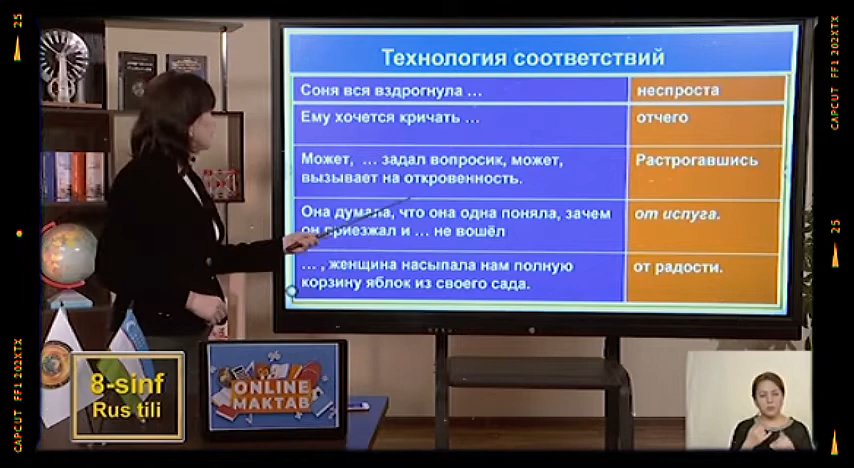 Технология соответствий
Соня вся вздрогнула …
неспроста
Ему хочется кричать …
отчего
Может, … задал вопросик, может,
вызывает на откровенность.
Растрогавшись
Она думала, что она одна поняла, зачем
он приезжал и … не вошёл
от испуга.
… , женщина насыпала нам полную
корзину яблок из своего сада.
от радости.
8-sinf
Rus tili
ONLINE
MAKTAB
25
25
CAPCUT FF1 202XTX
CAPCUT FF1 202XTX